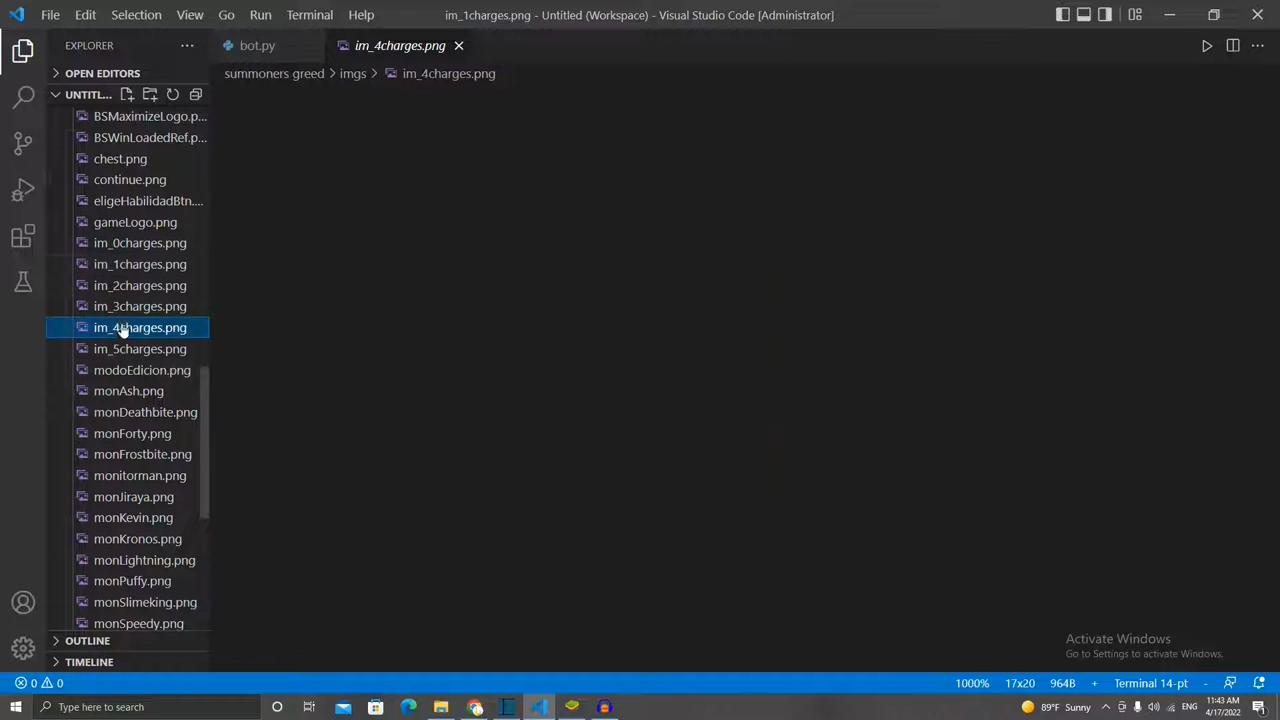 File Edit Selection View Go Run Terminal Help im_1charges.png - Untitled (Workspace) - Visual Studio Code [Administrator]
EXPLORER
bot.py im_4charges.png
OPEN EDITORS
summoners greed imgs im_4charges.png
UNTITL...
BSMaximizeLogo.p...
BSWinLoadedRef.p...
chest.png
continue.png
eligeHabilidadBtn....
gameLogo.png
im_0charges.png
im_1charges.png
im_2charges.png
im_3charges.png
im_4charges.png
im_5charges.png
modoEdicion.png
monAsh.png
monDeathbite.png
monForty.png
monFrostbite.png
monitorman.png
monJiraya.png
monKevin.png
monKronos.png
monLightning.png
monPuffy.png
monSlimeking.png
monSpeedy.png
OUTLINE
TIMELINE
Activate Windows
Go to Settings to activate Windows.
0 0 1000% 17x20 964B + Terminal 14-pt -
Type here to search
89°F Sunny ENG
11:43 AM
4/17/2022